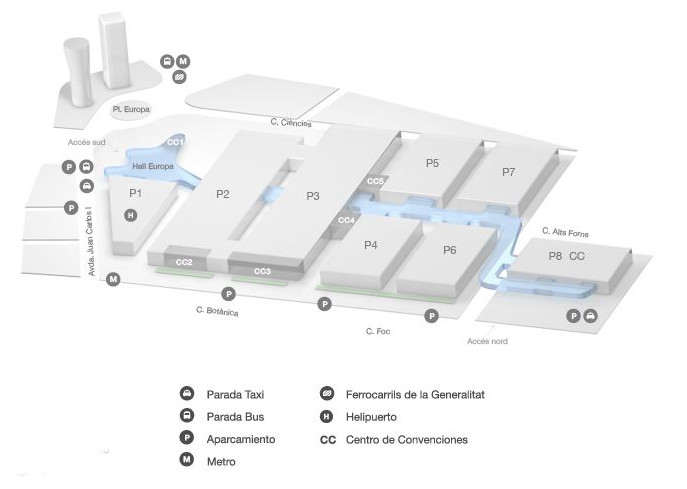 M
Pl. Europa
C. Ciències
Accés sud
CC1
P
Hall Europa
P5
P7
P1
P2
P3
CC5
P
H
CC4
C. Alts Forns
Avda. Juan Carlos I
P4
P6
P8 CC
CC2
CC3
M
P
P
C. Botànica
P
P
C. Foc
Accés nord
Parada Taxi
Ferrocarrils de la Generalitat
Parada Bus
H Helipuerto
P Aparcamiento
CC Centro de Convenciones
M Metro